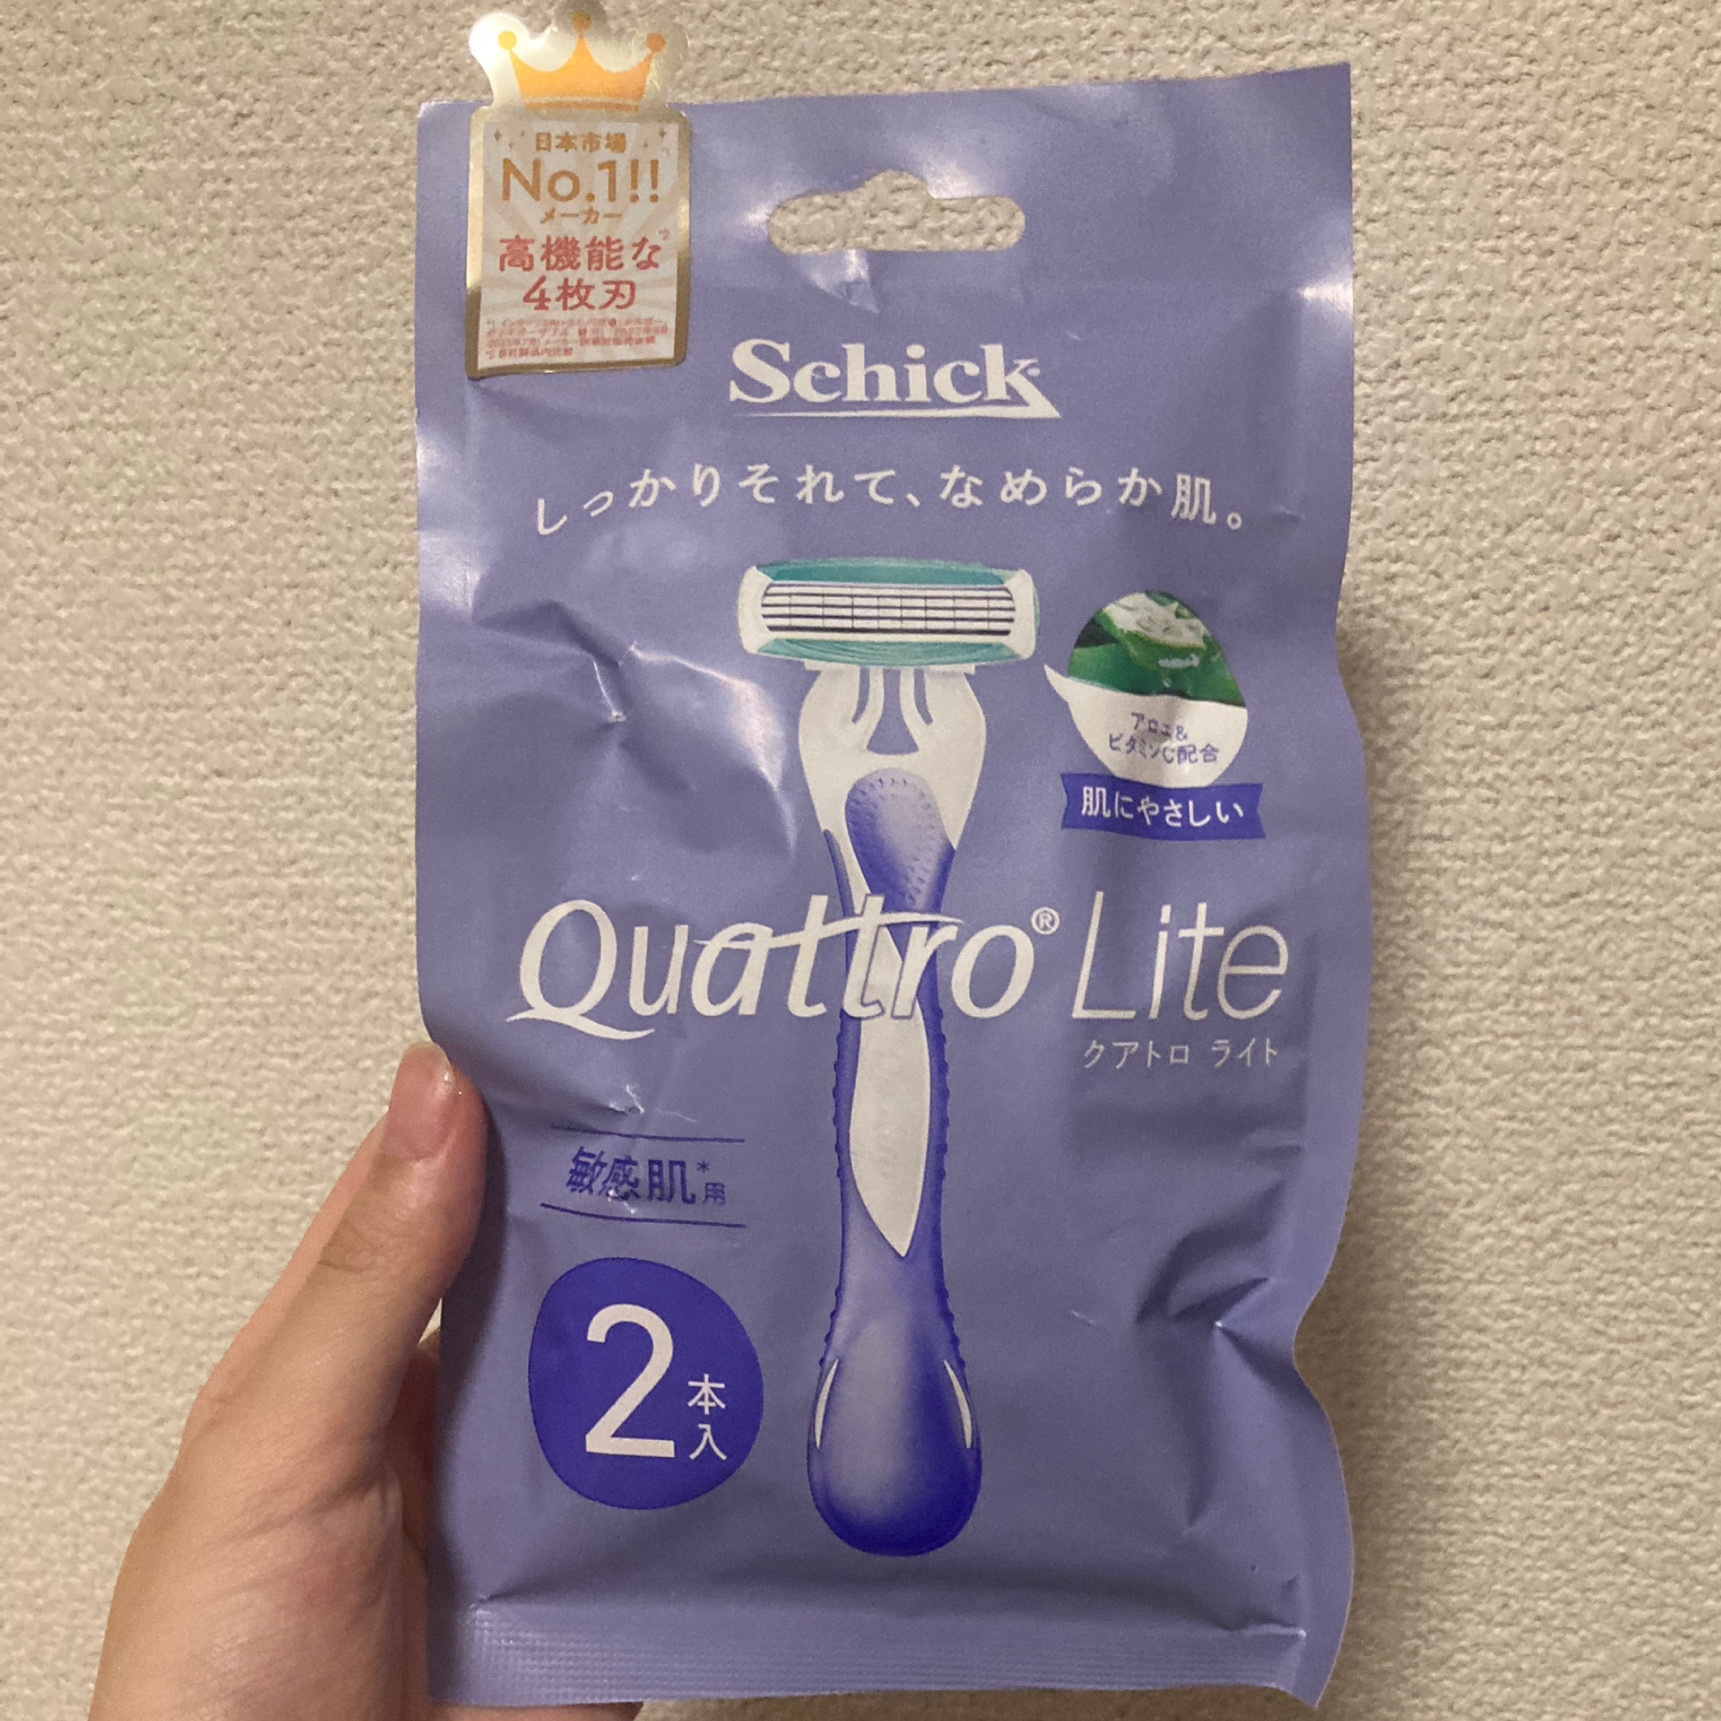 日本市場
No.1!!
メーカー
高機能な
4枚刃
Schick
しっかりそれて、なめらか肌。
アロエ&
ビタミンC配合
肌にやさしい
Quattro® Lite
クアトロ ライト
敏感肌*用
2本入